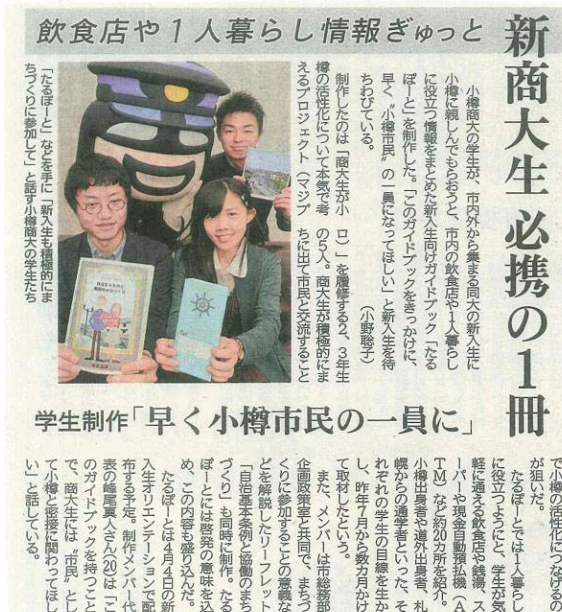 飲食店や1人暮らし情報ぎゅっと
新商大生 必携の1冊
学生制作「早く小樽市民の一員に」
小樽商大の学生が、市内外から集まる同大の新入生に
小樽に親しんでもらおうと、市内の飲食店や1人暮らし
に役立つ情報をまとめた新入生向けガイドブック「たる
ぽーと」を制作した。「このガイドブックをきっかけに、
早く〝小樽市民〟の一員になってほしい」と新入生を待
ちわびている。
(小野聡子)
制作したのは「商大生が小
樽の活性化について本気で考
えるプロジェクト(マジプ
ロ)」を履修する2、3年生
の5人。商大生が積極的にま
ちに出て市民と交流すること
で小樽の活性化につなげるの
が狙いだ。
たるぽーとでは1人暮らし
に役立つようにと、学生が気
軽に通える飲食店や銭湯、ス
ーパーや現金自動預払機(A
TM)など約20カ所を紹介。
小樽出身者や道外出身者、札
幌からの通学者といった、そ
れぞれの学生の目線を生か
し、昨年7月から数カ月かけ
て取材したという。
また、メンバーは市総務部
企画政策室と共同で、まちづ
くりに参加することの意義な
どを解説したリーフレット
「自治基本条例と協働のまち
づくり」も同時に制作。たる
ぽーとには啓発の意味を込
め、この内容も盛り込んだ。
たるぽーとは4月4日の新
入生オリエンテーションで配
布する予定。制作メンバー代
表の峰尾夏人さん(20)は「こ
のガイドブックを持つこと
で、商大生には〝市民〟とし
て小樽と密接に関わってほし
い」と話している。
「たるぽーと」などを手に「新入生も積極的にま
ちづくりに参加して」と話す小樽商大の学生たち